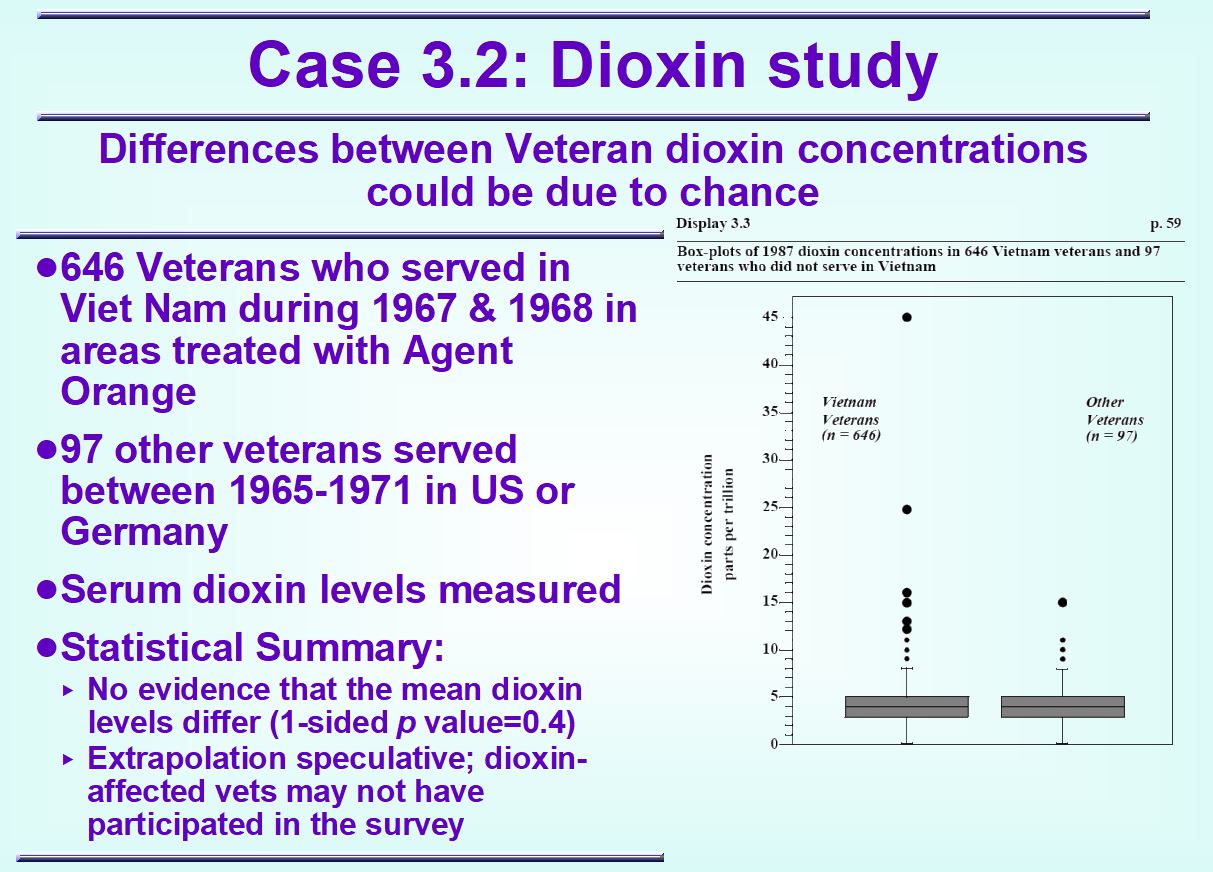 Case 3.2: Dioxin study
Differences between Veteran dioxin concentrations
could be due to chance
●646 Veterans who served in
Viet Nam during 1967 & 1968 in
areas treated with Agent
Orange
●97 other veterans served
between 1965-1971 in US or
Germany
●Serum dioxin levels measured
●Statistical Summary:
▸ No evidence that the mean dioxin
levels differ (1-sided p value=0.4)
▸ Extrapolation speculative; dioxin-
affected vets may not have
participated in the survey
Display 3.3 p. 59
Box-plots of 1987 dioxin concentrations in 646 Vietnam veterans and 97
veterans who did not serve in Vietnam
Dioxin concentration
parts per trillion
45
40
35
30
25
20
15
10
5
0
Vietnam
Veterans
(n = 646)
Other
Veterans
(n = 97)